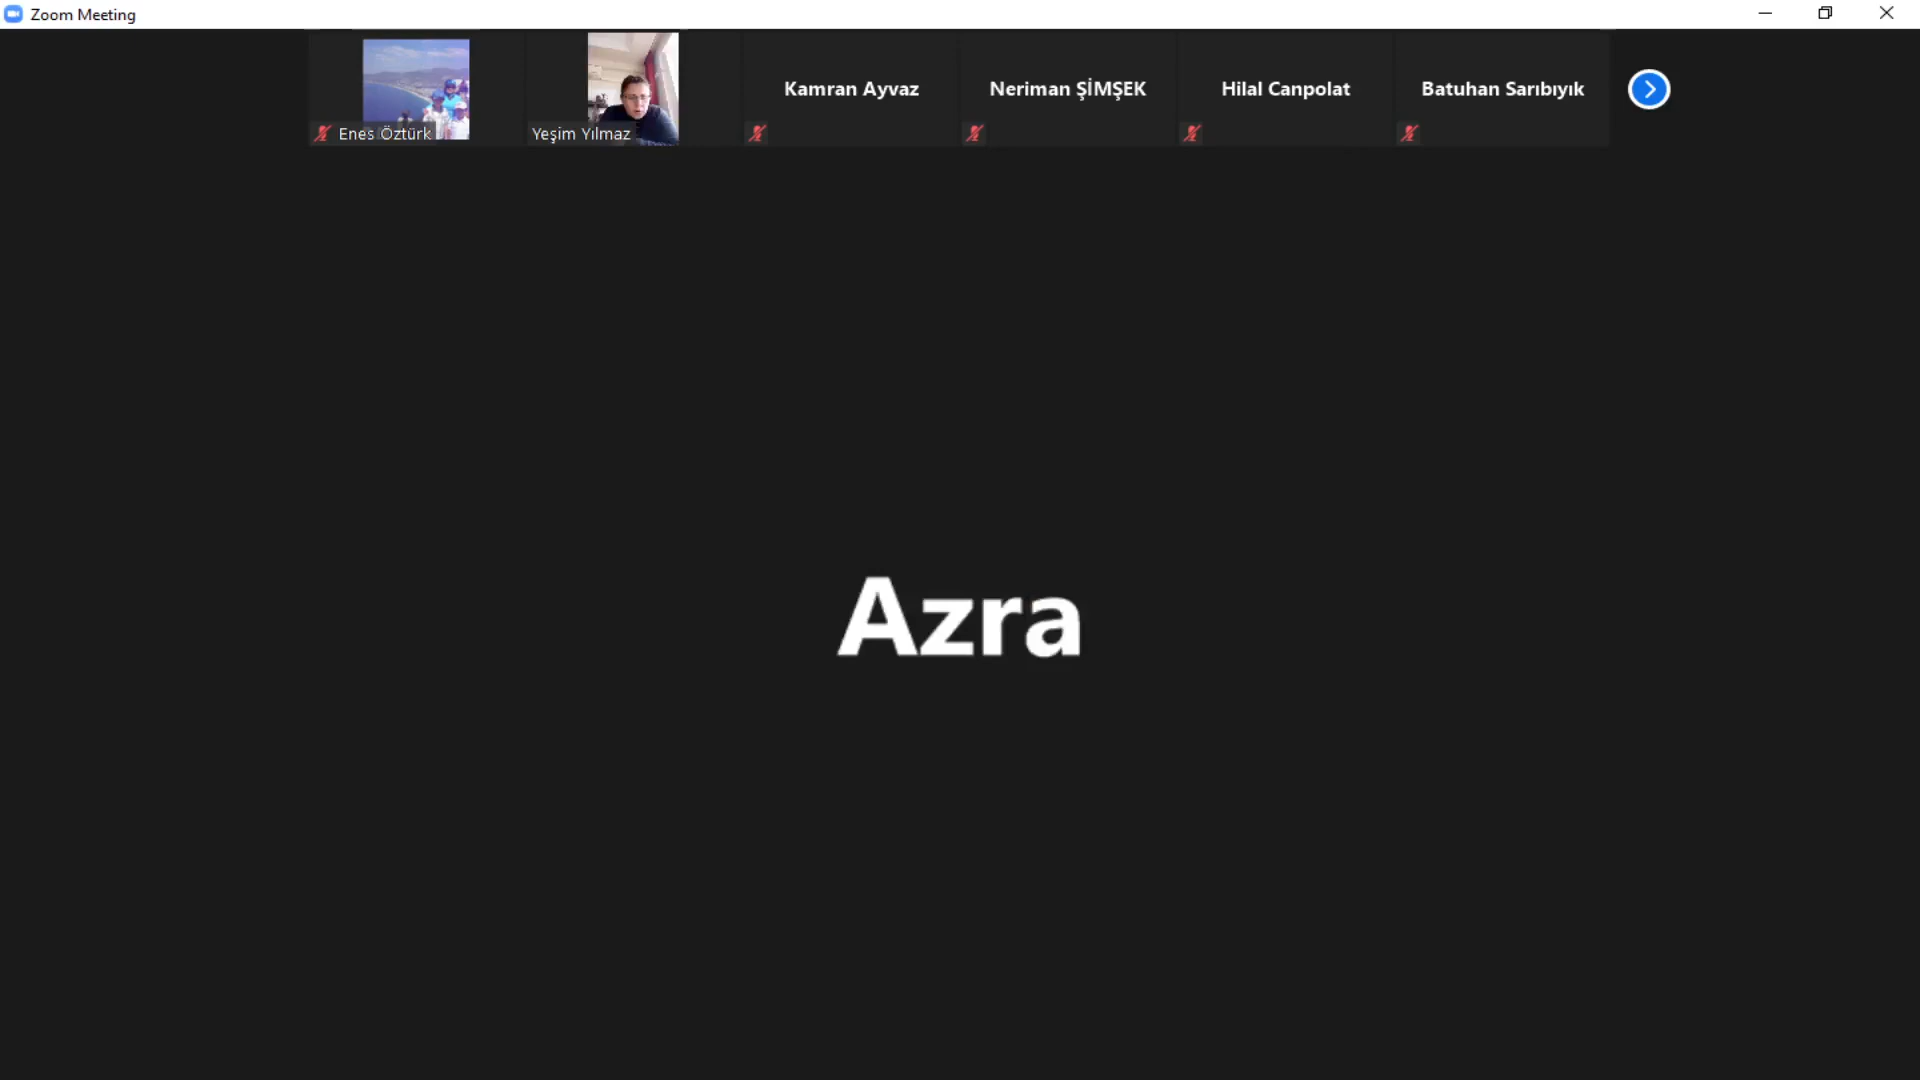 Zoom Meeting
Enes Öztürk
Yeşim Yılmaz
Kamran Ayvaz
Neriman ŞİMŞEK
Hilal Canpolat
Batuhan Sarıbıyık
Azra